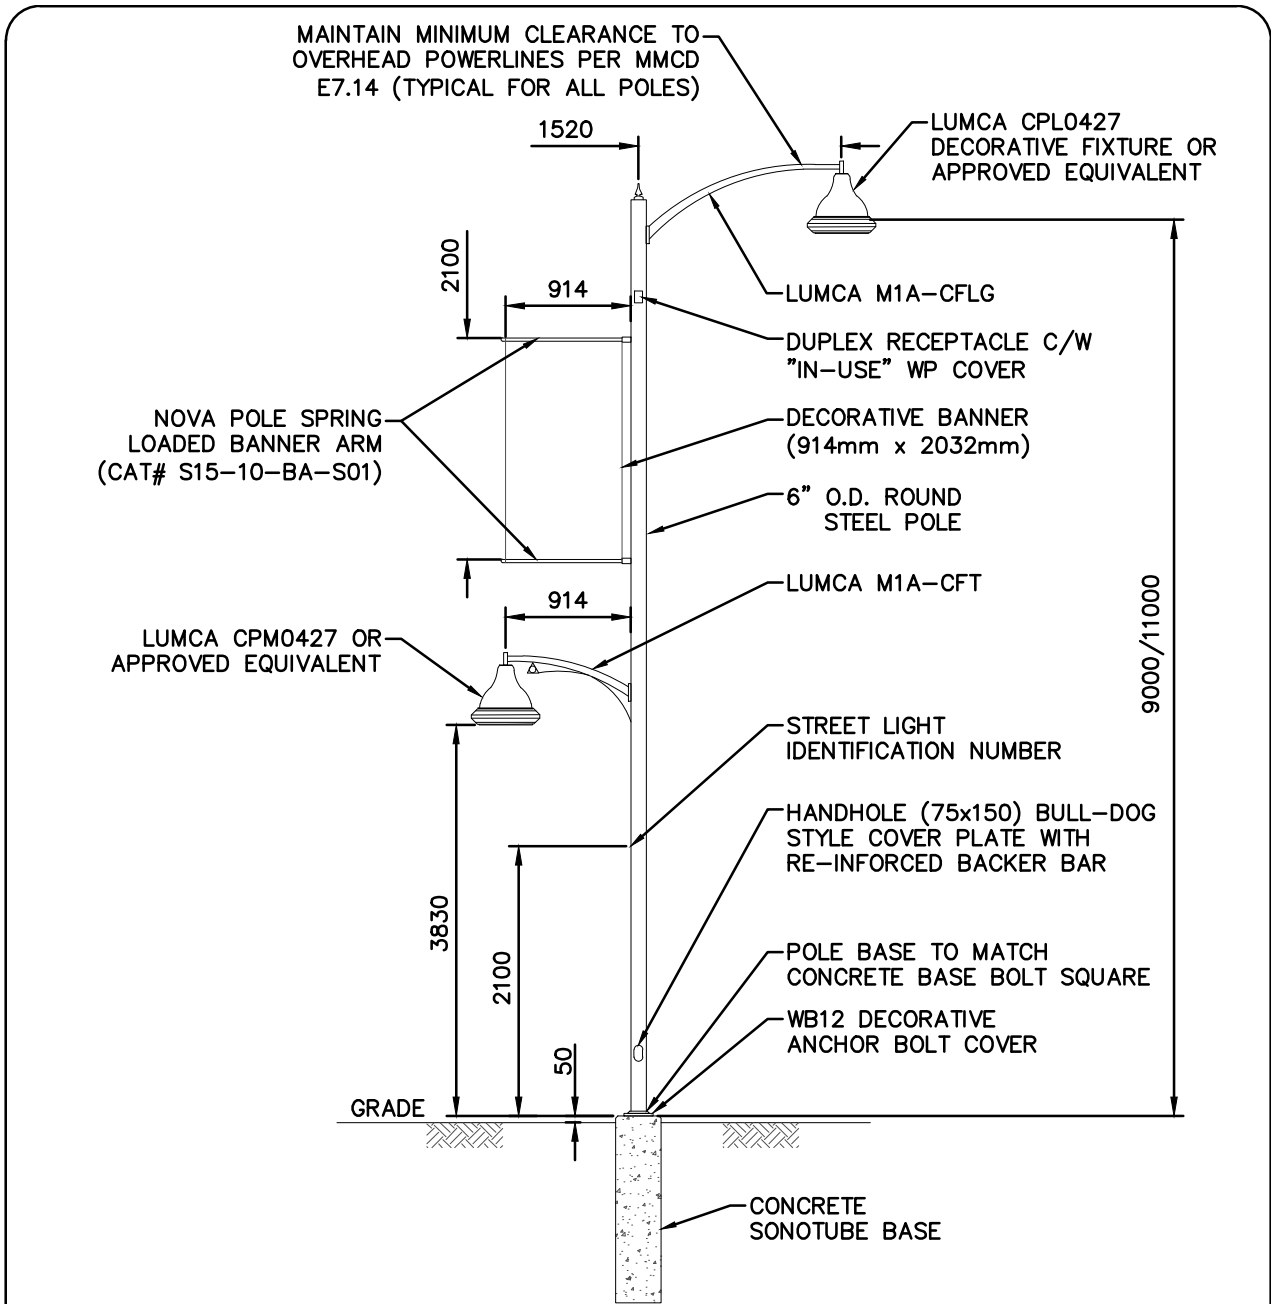 MAINTAIN MINIMUM CLEARANCE TO
OVERHEAD POWERLINES PER MMCD
E7.14 (TYPICAL FOR ALL POLES)
1520
LUMCA CPL0427
DECORATIVE FIXTURE OR
APPROVED EQUIVALENT
2100
914
LUMCA M1A-CFLG
DUPLEX RECEPTACLE C/W
"IN-USE" WP COVER
NOVA POLE SPRING
LOADED BANNER ARM
(CAT# S15-10-BA-S01)
DECORATIVE BANNER
(914mm x 2032mm)
6" O.D. ROUND
STEEL POLE
LUMCA M1A-CFT
914
9000/11000
LUMCA CPM0427 OR
APPROVED EQUIVALENT
STREET LIGHT
IDENTIFICATION NUMBER
HANDHOLE (75x150) BULL-DOG
STYLE COVER PLATE WITH
RE-INFORCED BACKER BAR
3830
2100
POLE BASE TO MATCH
CONCRETE BASE BOLT SQUARE
WB12 DECORATIVE
ANCHOR BOLT COVER
50
GRADE
CONCRETE
SONOTUBE BASE